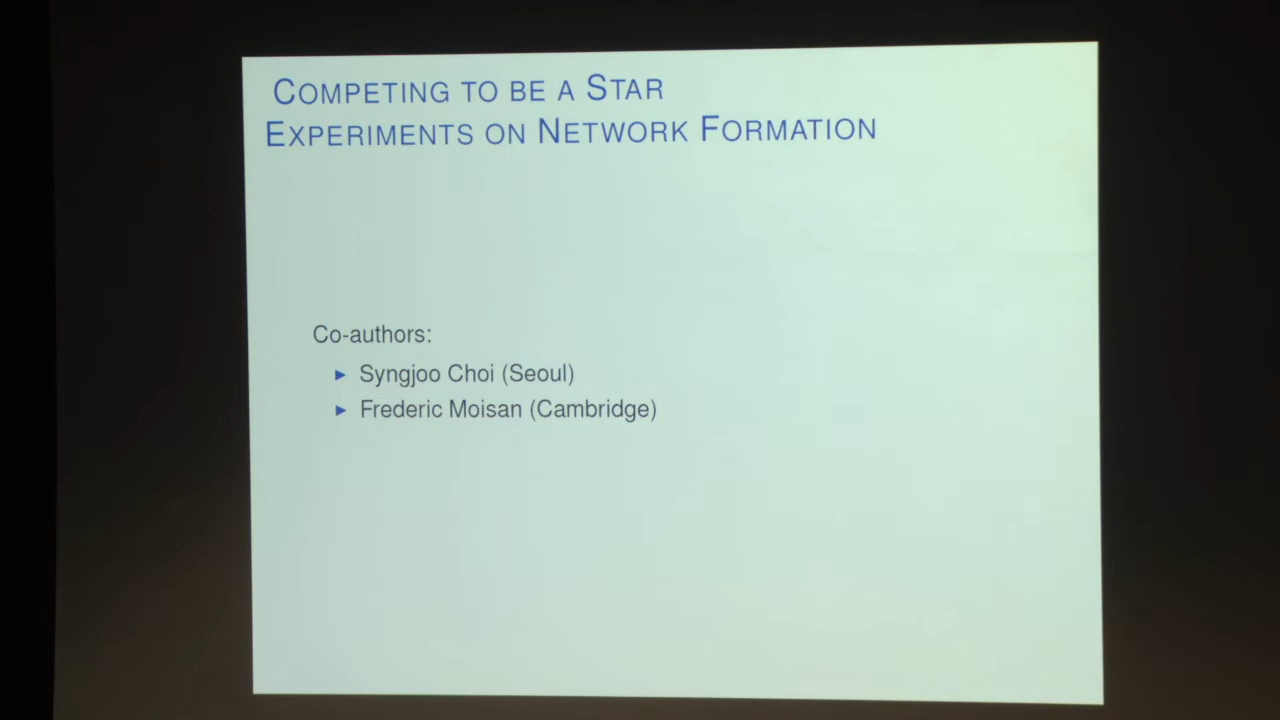 COMPETING TO BE A STAR
EXPERIMENTS ON NETWORK FORMATION
Co-authors:
▶ Syngjoo Choi (Seoul)
▶ Frederic Moisan (Cambridge)